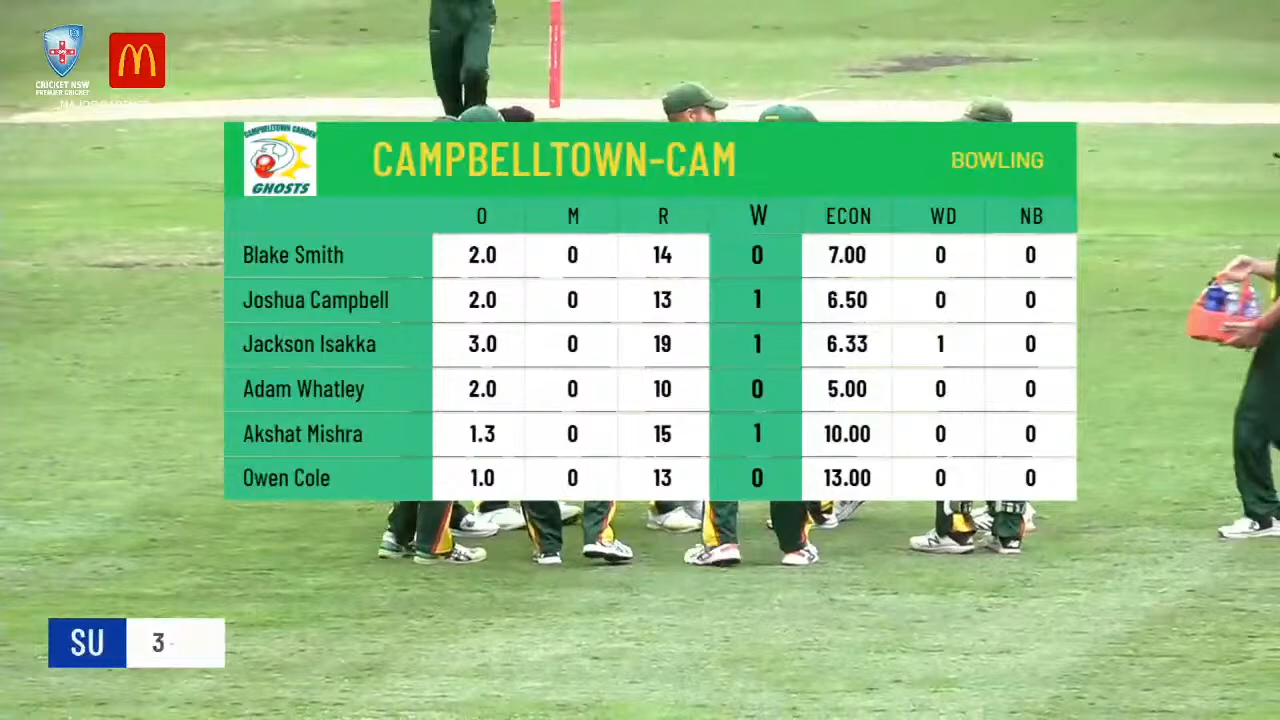 CRICKET NSW
PREMIER CRICKET
CAMPBELLTOWN CAMDEN
GHOSTS
CAMPBELLTOWN-CAM
BOWLING
O M R W ECON WD NB
Blake Smith 2.0 0 14 0 7.00 0 0
Joshua Campbell 2.0 0 13 1 6.50 0 0
Jackson Isakka 3.0 0 19 1 6.33 1 0
Adam Whatley 2.0 0 10 0 5.00 0 0
Akshat Mishra 1.3 0 15 1 10.00 0 0
Owen Cole 1.0 0 13 0 13.00 0 0
SU 3-